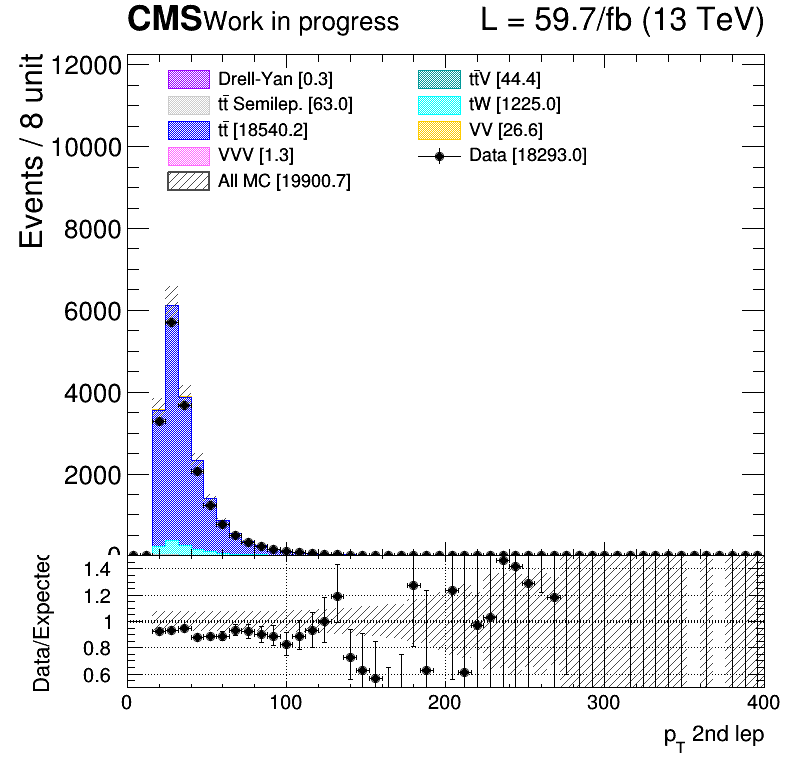 CMS Work in progress L = 59.7/fb (13 TeV)
Events / 8 unit
12000
10000
8000
6000
4000
2000
0
Drell-Yan [0.3]
tt̄ Semilep. [63.0]
tt̄ [18540.2]
VVV [1.3]
All MC [19900.7]
tt̄V [44.4]
tW [1225.0]
VV [26.6]
Data [18293.0]
Data/Expected
1.4
1.2
1
0.8
0.6
0 100 200 300 400
p_T 2nd lep